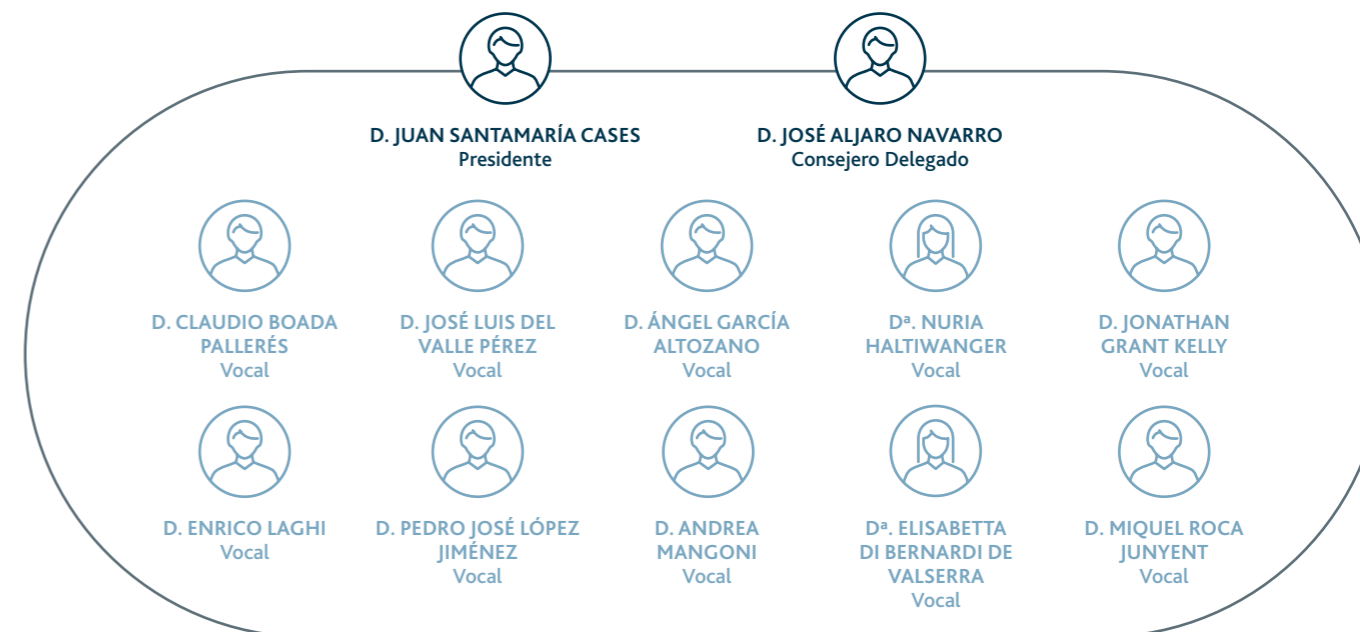 D. JUAN SANTAMARÍA CASES
Presidente
D. JOSÉ ALJARO NAVARRO
Consejero Delegado
D. CLAUDIO BOADA
PALLERÉS
Vocal
D. JOSÉ LUIS DEL
VALLE PÉREZ
Vocal
D. ÁNGEL GARCÍA
ALTOZANO
Vocal
Dª. NURIA
HALTIWANGER
Vocal
D. JONATHAN
GRANT KELLY
Vocal
D. ENRICO LAGHI
Vocal
D. PEDRO JOSÉ LÓPEZ
JIMÉNEZ
Vocal
D. ANDREA
MANGONI
Vocal
Dª. ELISABETTA
DI BERNARDI DE
VALSERRA
Vocal
D. MIQUEL ROCA
JUNYENT
Vocal